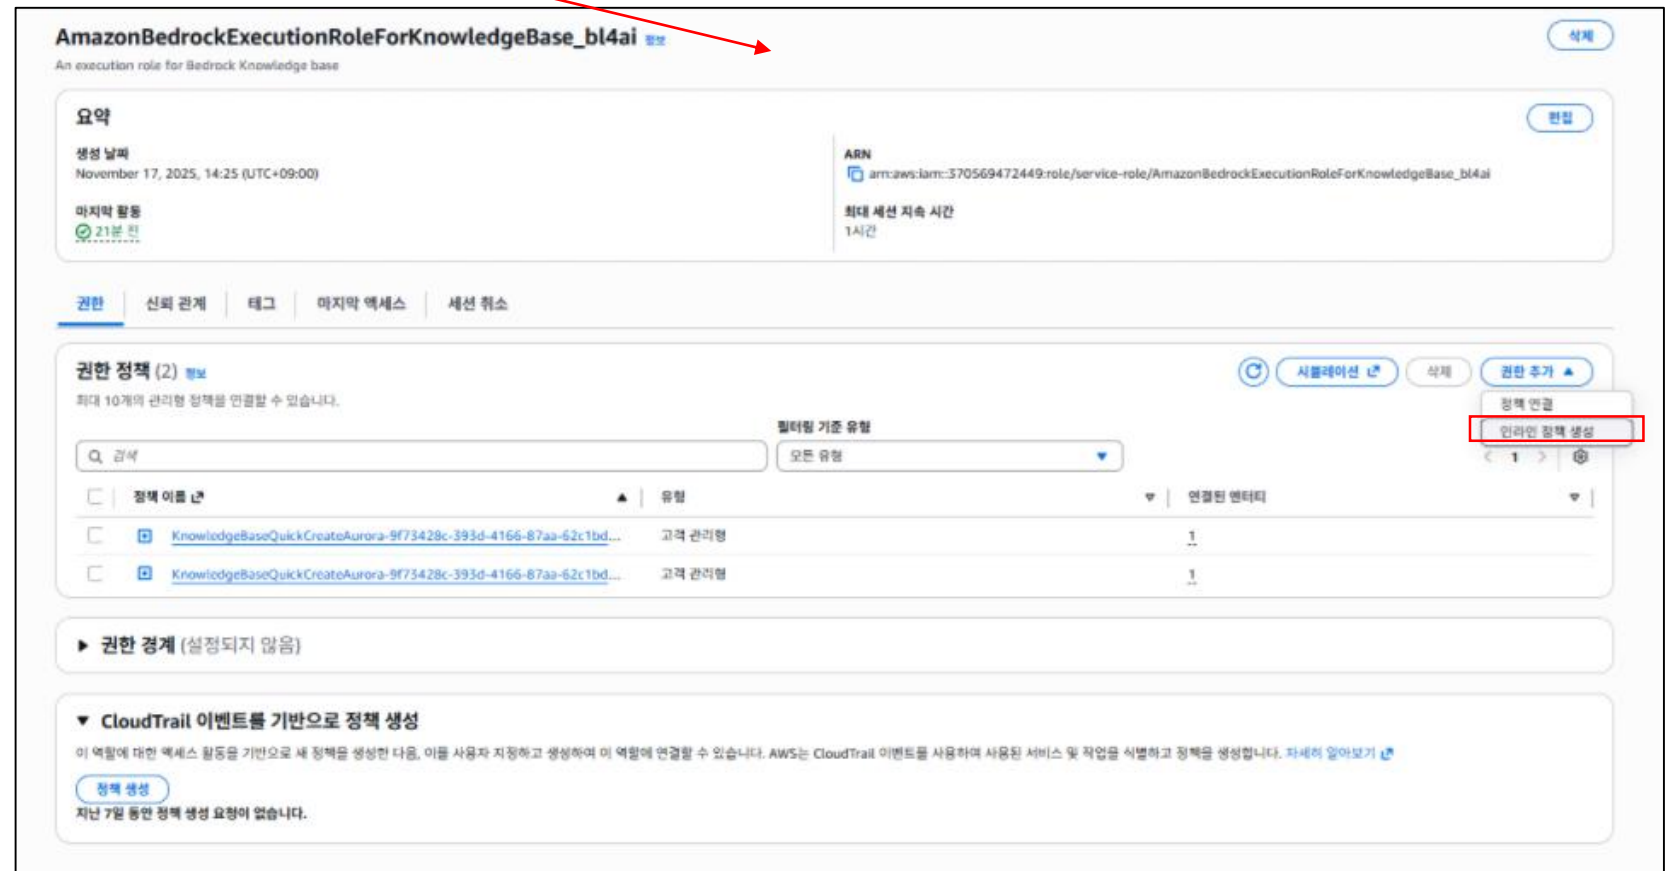 AmazonBedrockExecutionRoleForKnowledgeBase_bl4ai 정보
삭제
An execution role for Bedrock Knowledge base
요약
편집
생성 날짜
November 17, 2025, 14:25 (UTC+09:00)
ARN
arn:aws:iam::370569472449:role/service-role/AmazonBedrockExecutionRoleForKnowledgeBase_bl4ai
마지막 활동
21분 전
최대 세션 지속 시간
1시간
권한
신뢰 관계
태그
마지막 액세스
세션 취소
권한 정책 (2) 정보
시뮬레이션
삭제
권한 추가
최대 10개의 관리형 정책을 연결할 수 있습니다.
정책 연결
인라인 정책 생성
필터링 기준 유형
검색
모든 유형
1
정책 이름
유형
연결된 엔터티
KnowledgeBaseQuickCreateAurora-9f73428c-393d-4166-87aa-62c1bd...
고객 관리형
1
KnowledgeBaseQuickCreateAurora-9f73428c-393d-4166-87aa-62c1bd...
고객 관리형
1
권한 경계 (설정되지 않음)
CloudTrail 이벤트를 기반으로 정책 생성
이 역할에 대한 액세스 활동을 기반으로 새 정책을 생성한 다음, 이를 사용자 지정하고 생성하여 이 역할에 연결할 수 있습니다. AWS는 CloudTrail 이벤트를 사용하여 사용된 서비스 및 작업을 식별하고 정책을 생성합니다. 자세히 알아보기
정책 생성
지난 7일 동안 정책 생성 요청이 없습니다.